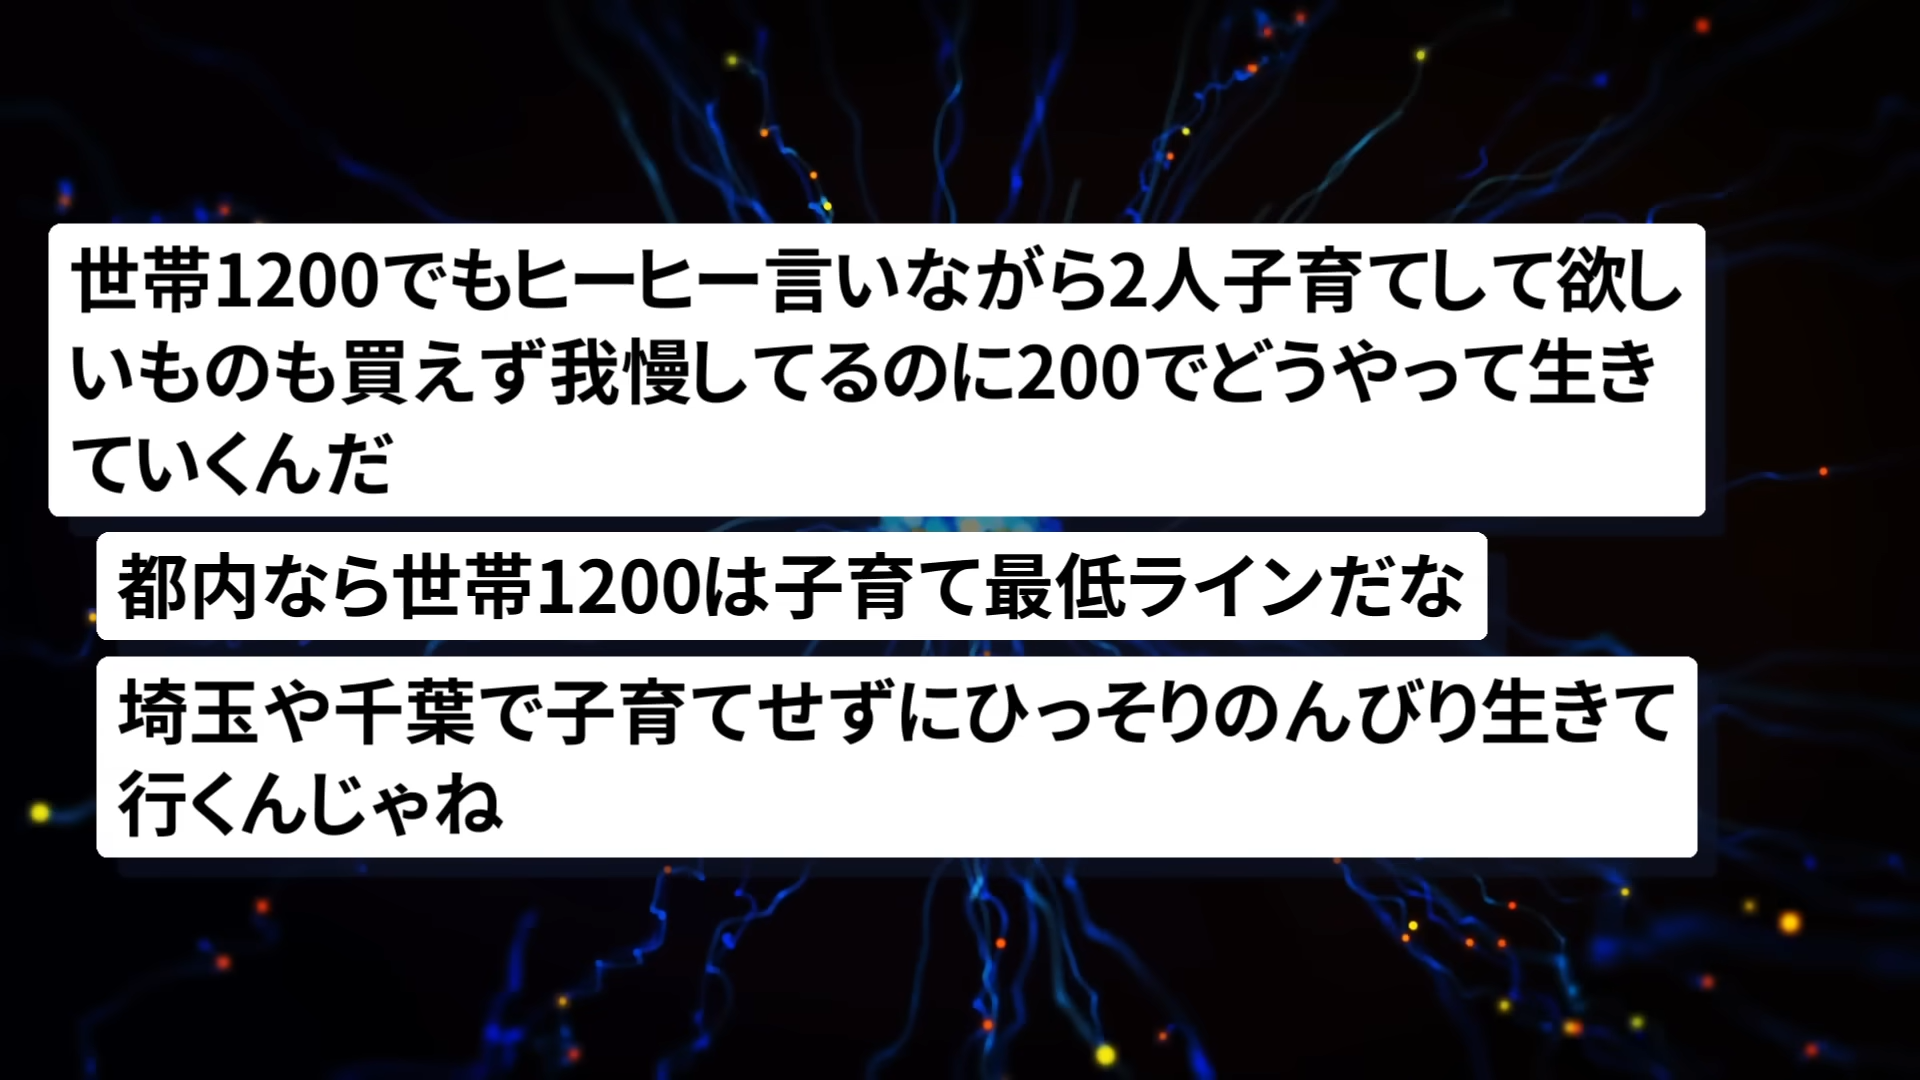 世帯1200でもヒーヒー言いながら2人子育てして欲し
いものも買えず我慢してるのに200でどうやって生き
ていくんだ
都内なら世帯1200は子育て最低ラインだな
埼玉や千葉で子育てせずにひっそりのんびり生きて
行くんじゃね